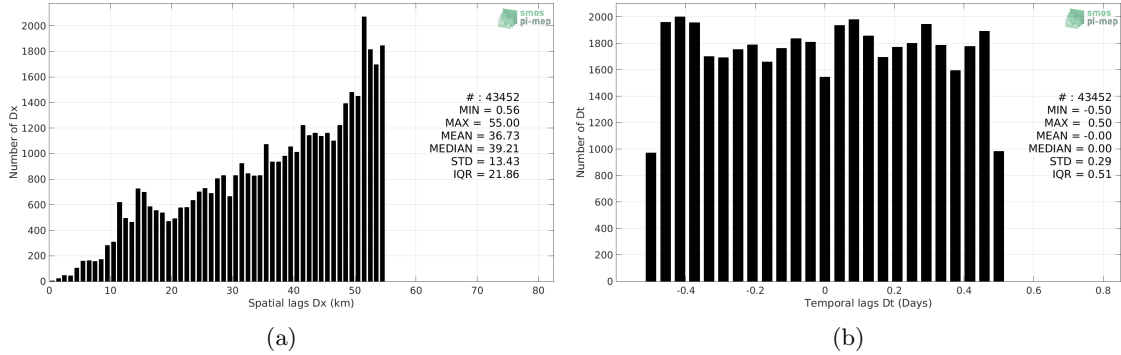 smos
pi-mep
2000
1800
1600
1400
1200
1000
800
600
400
200
0
Number of Dx
# : 43452
MIN = 0.56
MAX = 55.00
MEAN = 36.73
MEDIAN = 39.21
STD = 13.43
IQR = 21.86
0 10 20 30 40 50 60 70 80
Spatial lags Dx (km)
(a)
smos
pi-mep
2000
1800
1600
1400
1200
1000
800
600
400
200
0
Number of Dt
# : 43452
MIN = -0.50
MAX = 0.50
MEAN = -0.00
MEDIAN = 0.00
STD = 0.29
IQR = 0.51
-0.4 -0.2 0 0.2 0.4 0.6 0.8
Temporal lags Dt (Days)
(b)